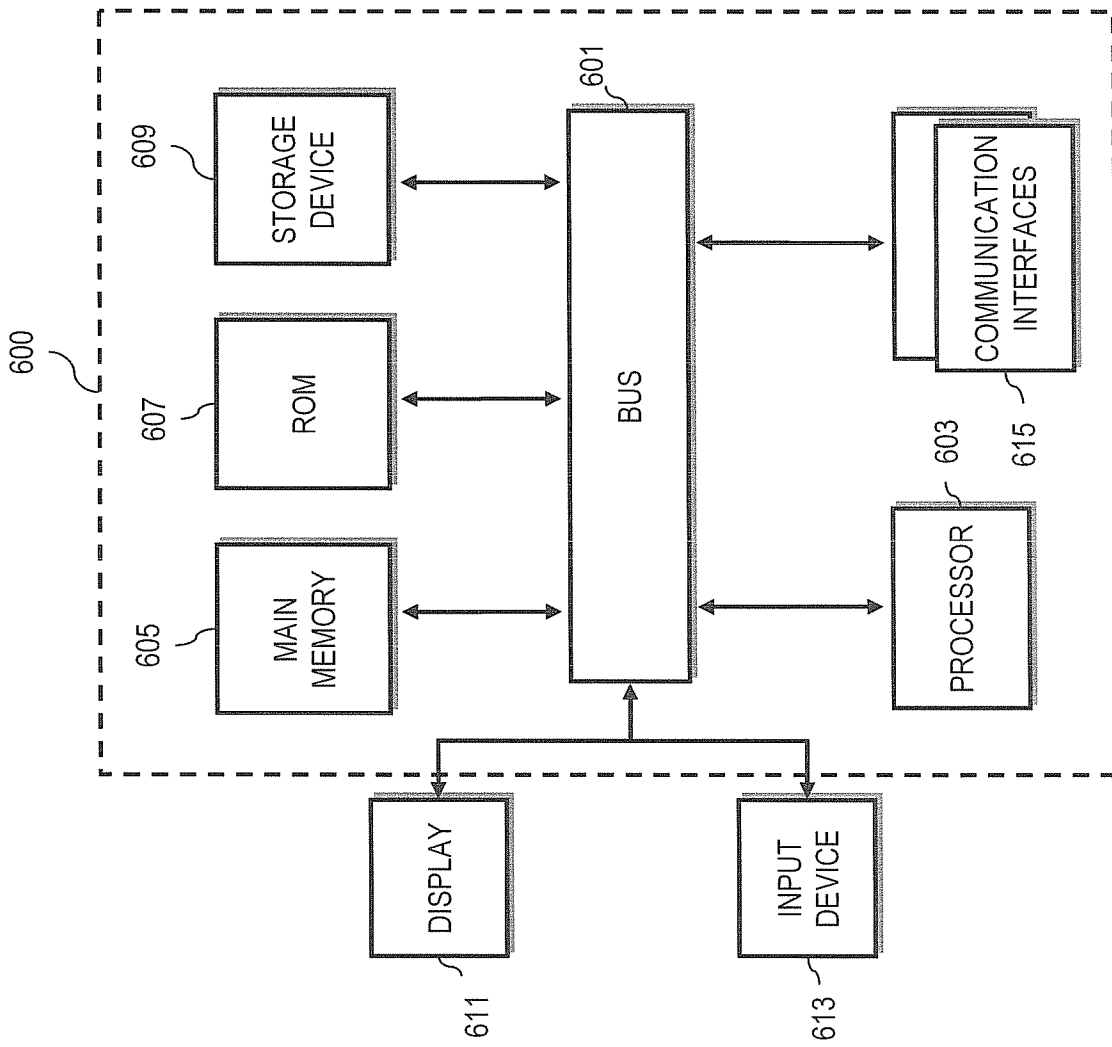 600
605
MAIN
MEMORY
607
ROM
609
STORAGE
DEVICE
611
DISPLAY
601
BUS
613
INPUT
DEVICE
603
PROCESSOR
615
COMMUNICATION
INTERFACES